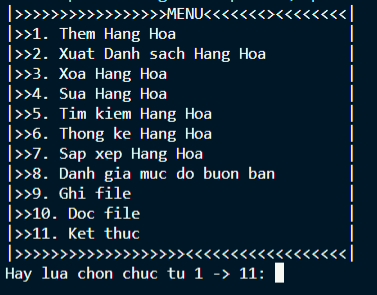 |>>>>>>>>>>>>>>>>>MENU<<<<<<<><<<<<<<<|
|>>1. Them Hang Hoa |
|>>2. Xuat Danh sach Hang Hoa |
|>>3. Xoa Hang Hoa |
|>>4. Sua Hang Hoa |
|>>5. Tim kiem Hang Hoa |
|>>6. Thong ke Hang Hoa |
|>>7. Sap xep Hang Hoa |
|>>8. Danh gia muc do buon ban |
|>>9. Ghi file |
|>>10. Doc file |
|>>11. Ket thuc |
|>>>>>>>>>>>>>>>>>>>><<<<<<<<<<<<<<<<<<|
Hay lua chon chuc tu 1 -> 11: